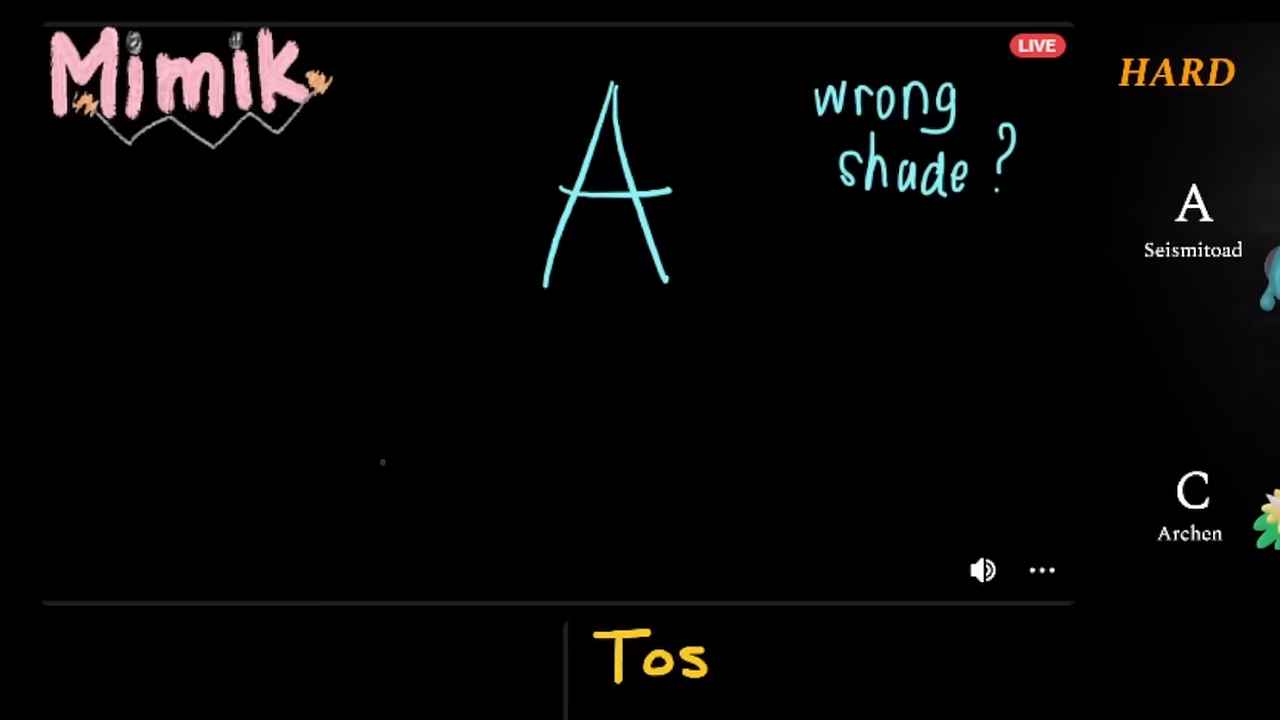 Mimik
LIVE
wrong
shade ?
A
HARD
A
Seismitoad
C
Archen
Tos